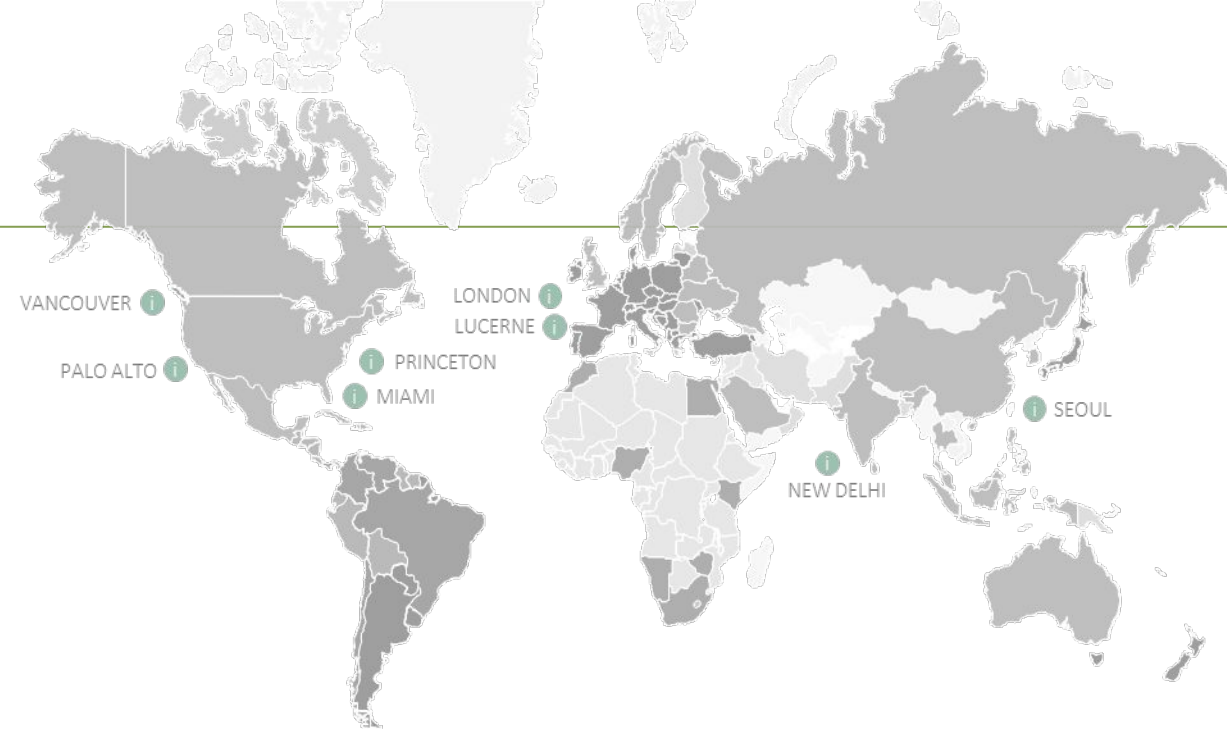 VANCOUVER i
PALO ALTO i
i PRINCETON
i MIAMI
LONDON i
LUCERNE i
i SEOUL
i
NEW DELHI